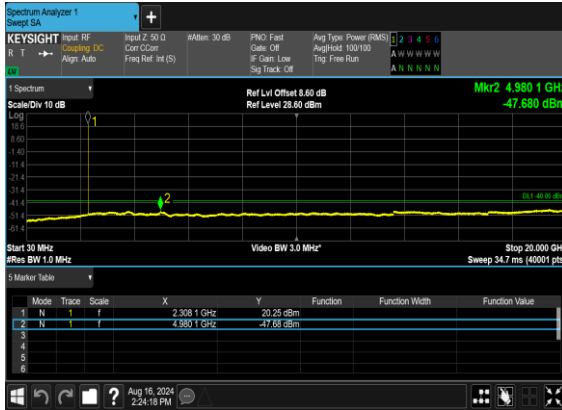 Spectrum Analyzer 1
Swept SA
+
KEYSIGHT Input: RF Input Z: 50 Ω #Atten: 30 dB PNO: Fast Avg Type: Power (RMS) 1 2 3 4 5 6
R T Coupling: DC Corr CCorr Gate: Off Avg|Hold: 100/100 A W W W W W
Align: Auto Freq Ref: Int (S) IF Gain: Low Trig: Free Run
Sig Track: Off A N N N N N
1 Spectrum
Ref Lvl Offset 8.60 dB Mkr2 4.980 1 GHz
Scale/Div 10 dB Ref Level 28.60 dBm -47.680 dBm
Log
18.6
8.60
-1.40
-11.4
-21.4
-31.4
-41.4
-51.4
-61.4
1
2
DL1 -40.00 dBm
Start 30 MHz Video BW 3.0 MHz* Stop 20.000 GHz
#Res BW 1.0 MHz Sweep 34.7 ms (40001 pts)
5 Marker Table
Mode Trace Scale X Y Function Function Width Function Value
1 N 1 f 2.308 1 GHz 20.25 dBm
2 N 1 f 4.980 1 GHz -47.68 dBm
3
4
5
6
?
Aug 16, 2024
2:24:18 PM